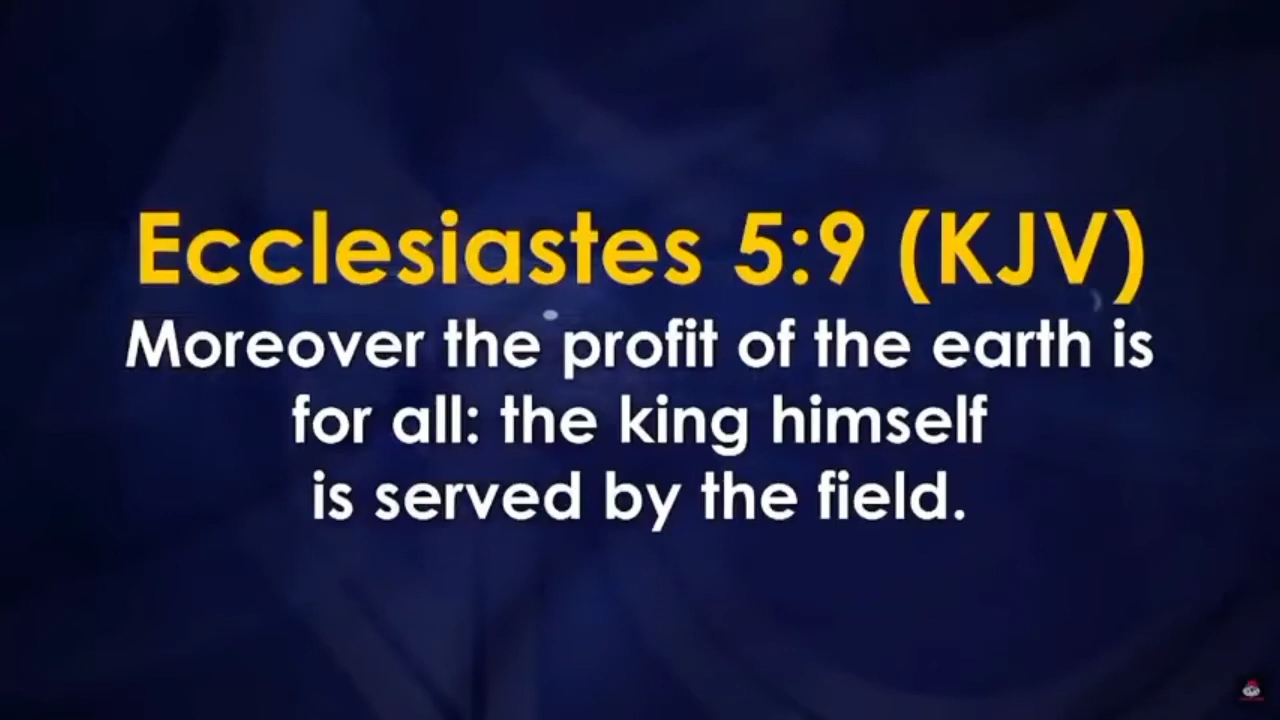 Ecclesiastes 5:9 (KJV)
Moreover the profit of the earth is
for all: the king himself
is served by the field.